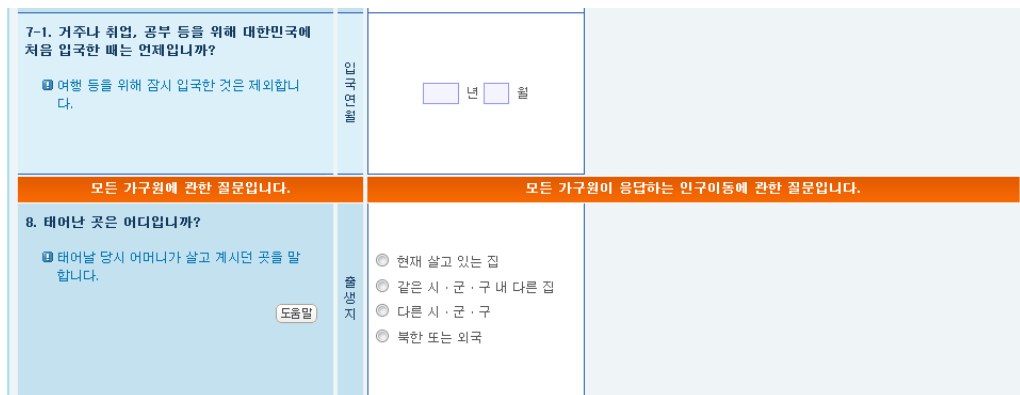 7-1. 거주나 취업, 공부 등을 위해 대한민국에
처음 입국한 때는 언제입니까?
여행 등을 위해 잠시 입국한 것은 제외합니
다.
입국연월
년 월
모든 가구원에 관한 질문입니다.
모든 가구원이 응답하는 인구이동에 관한 질문입니다.
8. 태어난 곳은 어디입니까?
태어날 당시 어머니가 살고 계시던 곳을 말
합니다.
도움말
출생지
현재 살고 있는 집
같은 시 · 군 · 구 내 다른 집
다른 시 · 군 · 구
북한 또는 외국